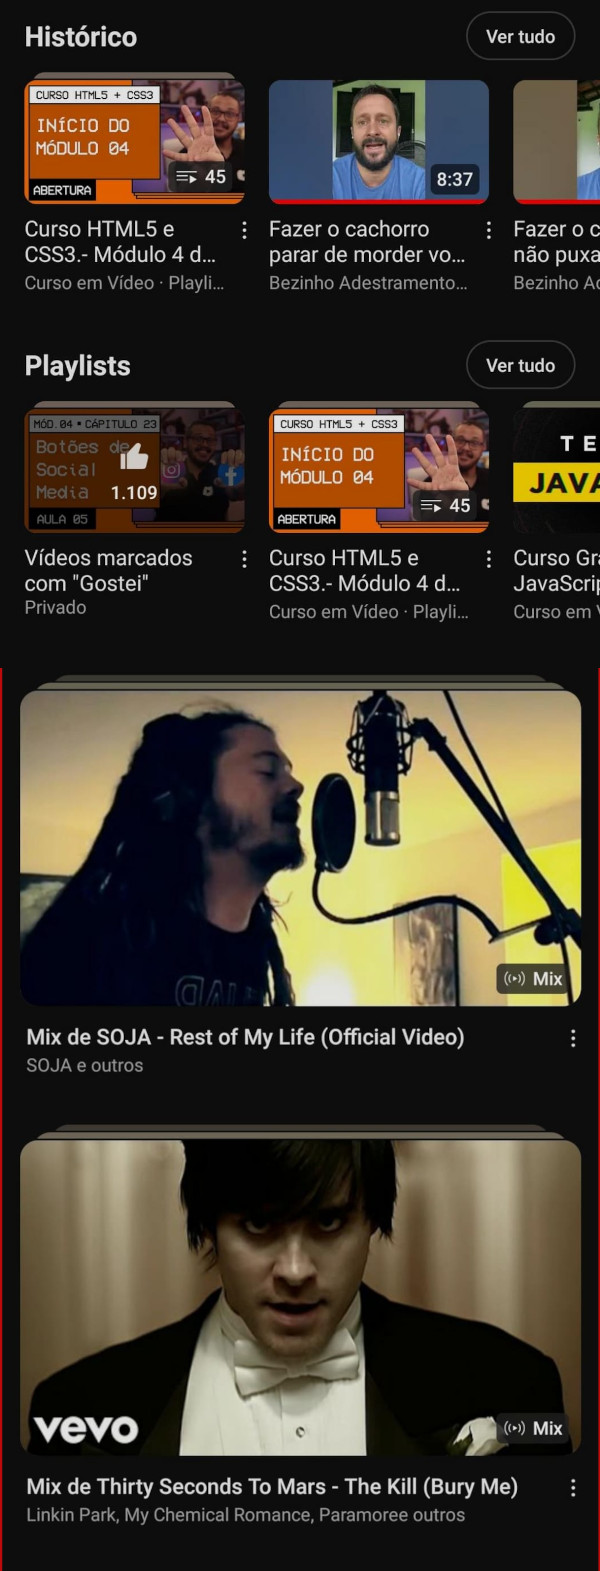 Histórico
Ver tudo
CURSO HTML5 + CSS3
INÍCIO DO
MÓDULO 04
45
ABERTURA
8:37
Curso HTML5 e
CSS3.- Módulo 4 d...
Curso em Vídeo · Playli...
Fazer o cachorro
parar de morder vo...
Bezinho Adestramento...
Fazer o c
não puxa
Bezinho Ad
Playlists
Ver tudo
MÓD. 04 • CAPÍTULO 23
Botões de
Social
Media
1.109
AULA 05
CURSO HTML5 + CSS3
INÍCIO DO
MÓDULO 04
45
ABERTURA
TE
JAVA
Vídeos marcados
com "Gostei"
Privado
Curso HTML5 e
CSS3.- Módulo 4 d...
Curso em Vídeo · Playli...
Curso Gra
JavaScrip
Curso em V
Mix
Mix de SOJA - Rest of My Life (Official Video)
SOJA e outros
vevo
Mix
Mix de Thirty Seconds To Mars - The Kill (Bury Me)
Linkin Park, My Chemical Romance, Paramoree outros